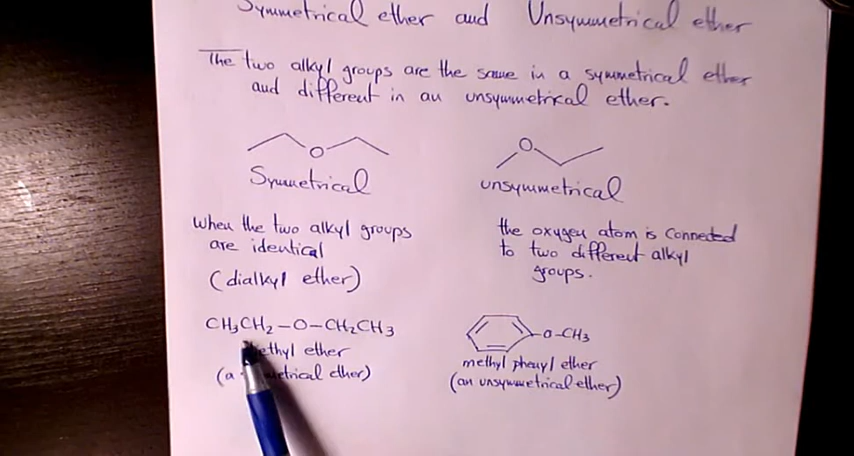 Symmetrical ether and Unsymmetrical ether
The two alkyl groups are the same in a symmetrical ether
and different in an unsymmetrical ether.
O
Symmetrical
O
unsymmetrical
when the two alkyl groups
are identical
(dialkyl ether)
the oxygen atom is connected
to two different alkyl
groups.
CH3CH2-O-CH2CH3
ether
(a ether)
-O-CH3
methyl phenyl ether
(an unsymmetrical ether)